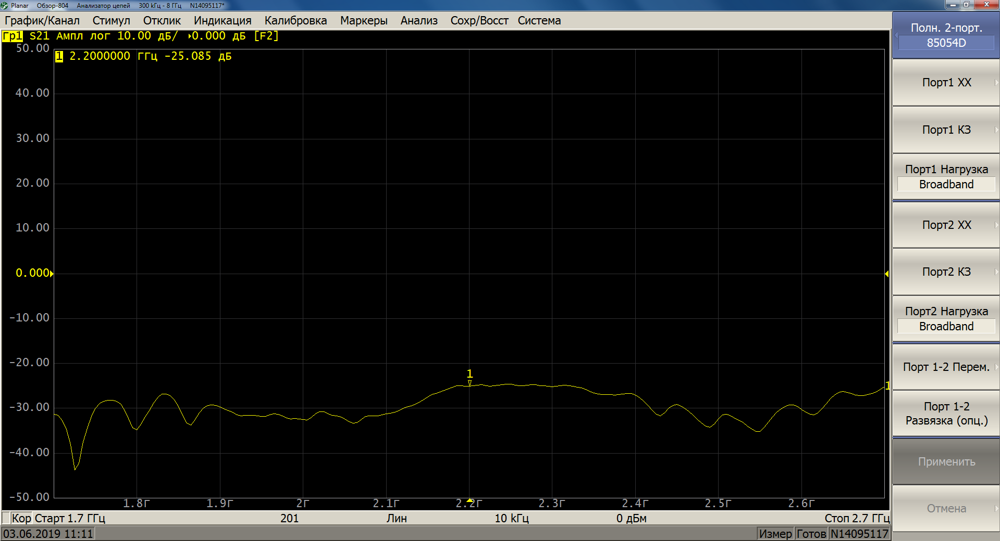 Planar Обзор-804 Анализатор цепей 300 kГц - 8 ГГц N14095117*
График/Канал Стимул Отклик Индикация Калибровка Маркеры Анализ Сохр/Восст Система
Гр1 S21 Ампл лог 10.00 дБ/ 0.000 дБ [F2]
1 2.2000000 ГГц -25.085 дБ
50.00
40.00
30.00
20.00
10.00
0.000
-10.00
-20.00
-30.00
-40.00
-50.00
1
1
1.8Г 1.9Г 2Г 2.1Г 2.2Г 2.3Г 2.4Г 2.5Г 2.6Г
Кор Старт 1.7 ГГц 201 Лин 10 kГц 0 дБм Стоп 2.7 ГГц
03.06.2019 11:11 Измер Готов N14095117
Полн. 2-порт.
85054D
Порт1 ХХ
Порт1 КЗ
Порт1 Нагрузка
Broadband
Порт2 ХХ
Порт2 КЗ
Порт2 Нагрузка
Broadband
Порт 1-2 Перем.
Порт 1-2
Развязка (опц.)
Применить
Отмена